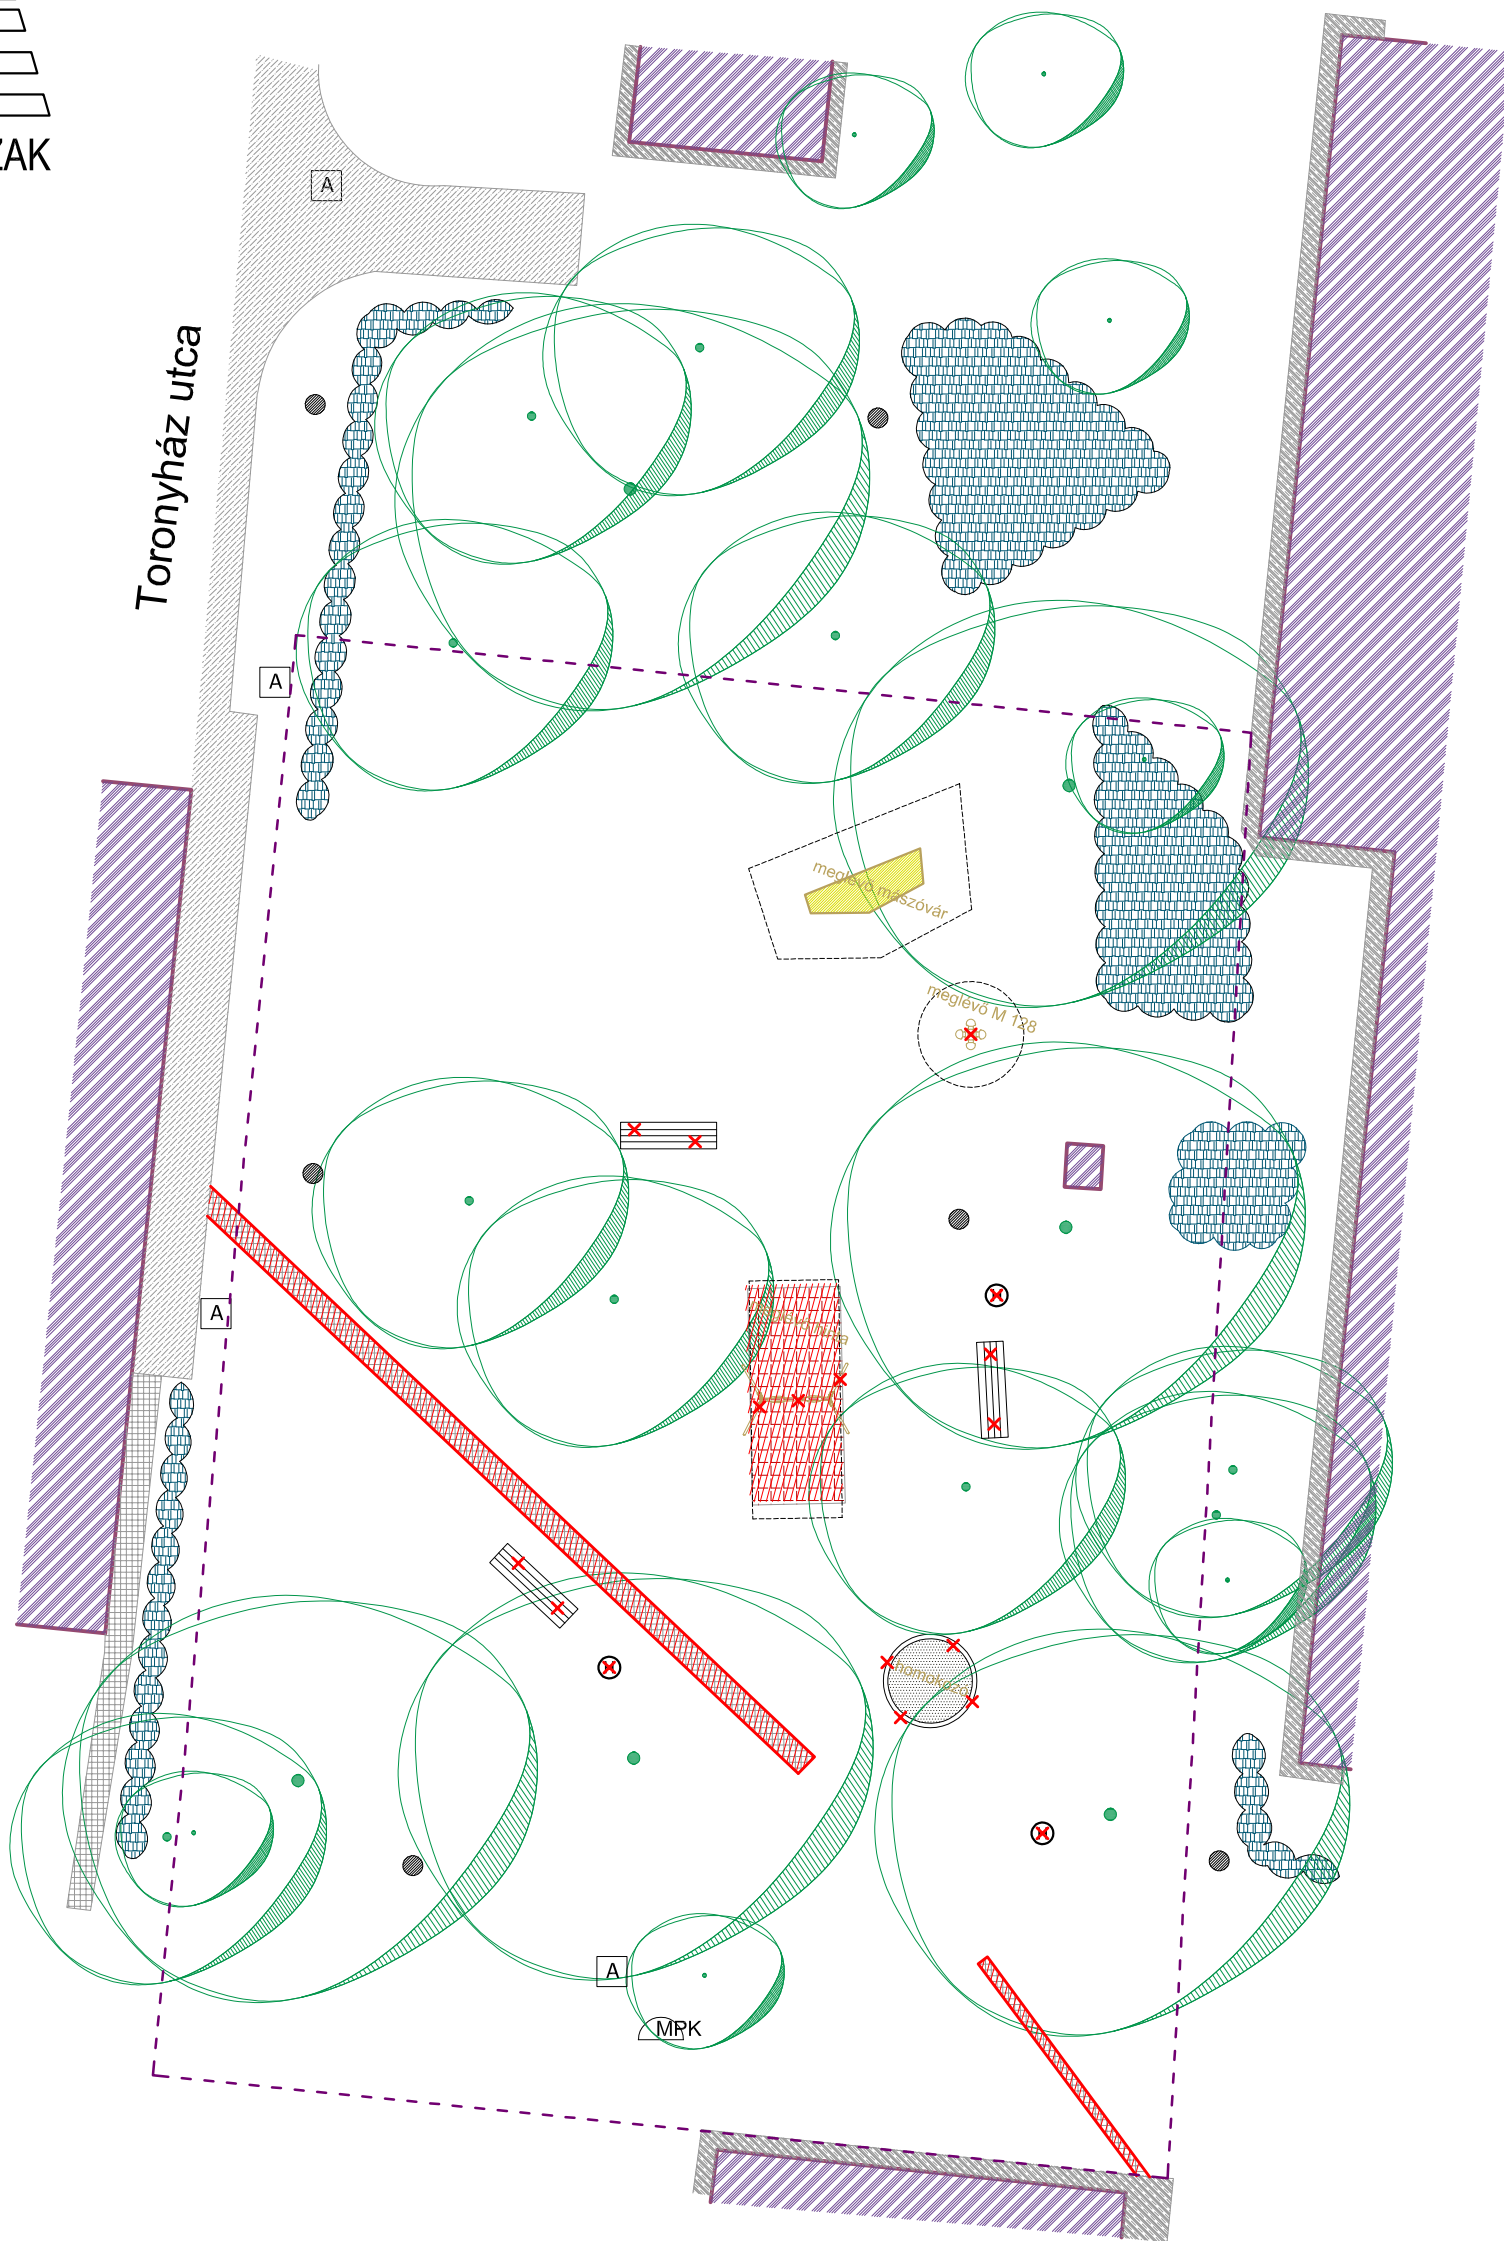 ZAK
A
Toronyház utca
A
meglévő mászóvár
meglévő M 128
A
homokozó
A
MPK